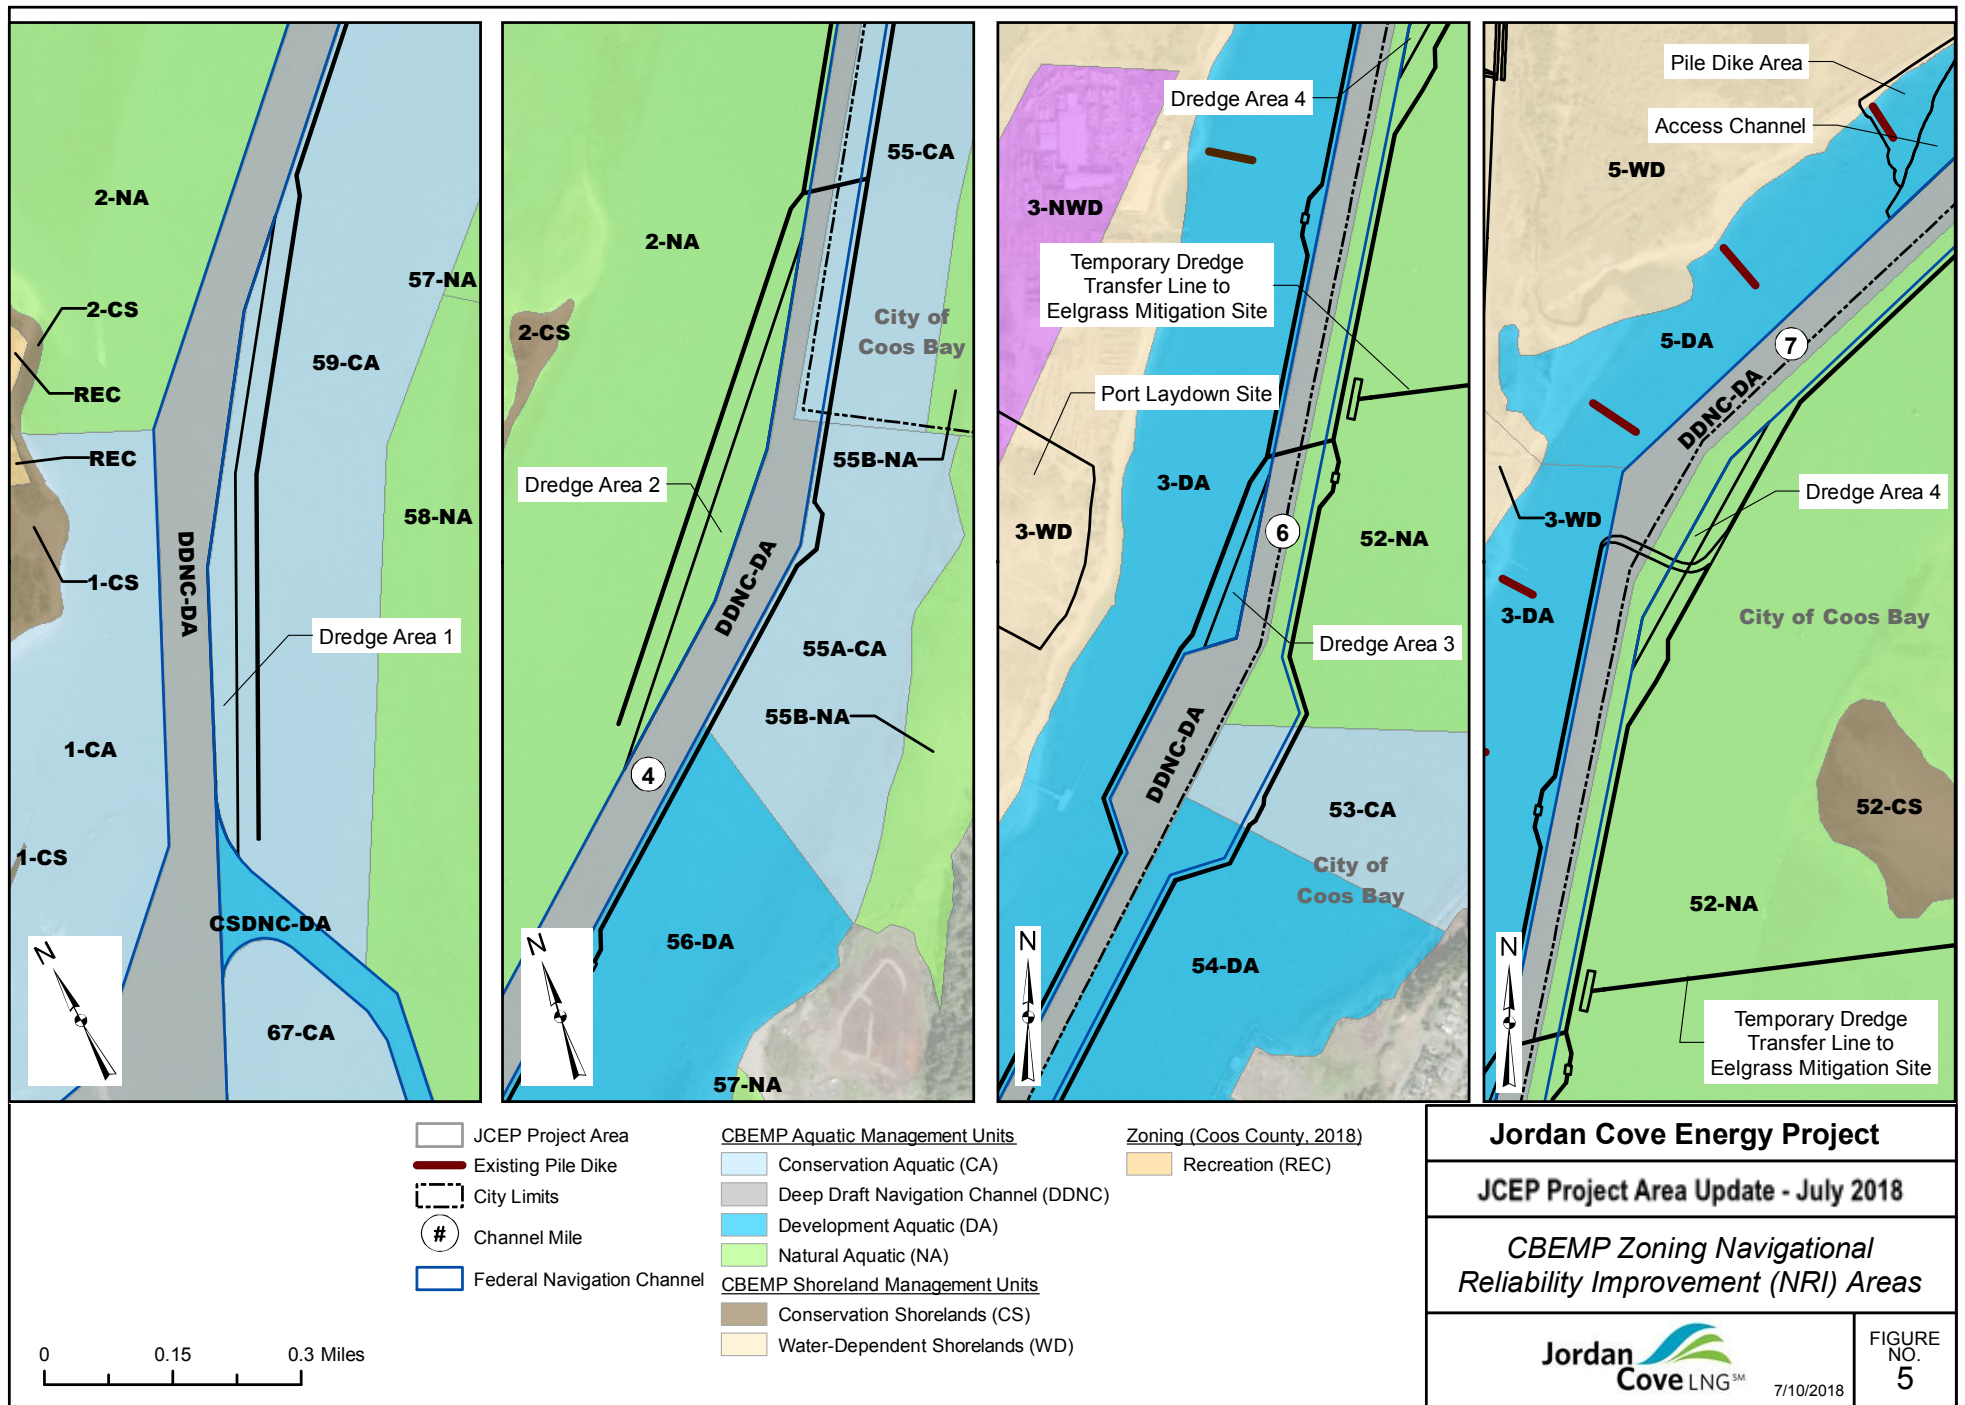 2-NA
57-NA
2-CS
59-CA
REC
REC
58-NA
DDNC-DA
1-CS
Dredge Area 1
1-CA
1-CS
CSDNC-DA
N
67-CA
55-CA
2-NA
City of
Coos Bay
2-CS
55B-NA
Dredge Area 2
DDNC-DA
55A-CA
55B-NA
4
56-DA
N
57-NA
Dredge Area 4
3-NWD
Temporary Dredge
Transfer Line to
Eelgrass Mitigation Site
Port Laydown Site
3-DA
3-WD
6
52-NA
Dredge Area 3
DDNC-DA
53-CA
City of
Coos Bay
N
54-DA
Pile Dike Area
Access Channel
5-WD
5-DA
7
DDNC-DA
Dredge Area 4
3-WD
3-DA
City of Coos Bay
52-CS
52-NA
N
Temporary Dredge
Transfer Line to
Eelgrass Mitigation Site
JCEP Project Area
Existing Pile Dike
City Limits
# Channel Mile
Federal Navigation Channel
CBEMP Aquatic Management Units
Conservation Aquatic (CA)
Deep Draft Navigation Channel (DDNC)
Development Aquatic (DA)
Natural Aquatic (NA)
CBEMP Shoreland Management Units
Conservation Shorelands (CS)
Water-Dependent Shorelands (WD)
Zoning (Coos County, 2018)
Recreation (REC)
0 0.15 0.3 Miles
Jordan Cove Energy Project
JCEP Project Area Update - July 2018
CBEMP Zoning Navigational
Reliability Improvement (NRI) Areas
Jordan
Cove LNG SM
7/10/2018
FIGURE
NO.
5